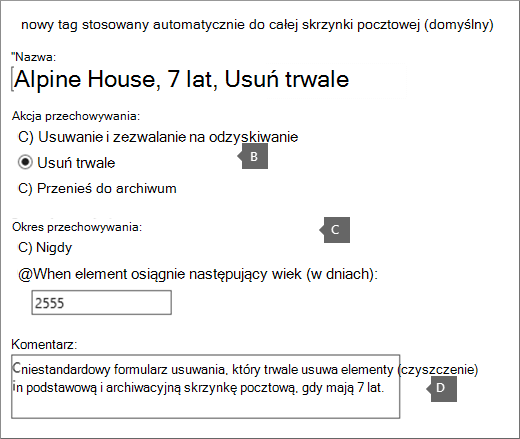 nowy tag stosowany automatycznie do całej skrzynki pocztowej (domyślny)
"Nazwa:
Alpine House, 7 lat, Usuń trwale
Akcja przechowywania:
C) Usuwanie i zezwalanie na odzyskiwanie
B
Usuń trwale
C) Przenieś do archiwum
Okres przechowywania:
C
C) Nigdy
@When element osiągnie następujący wiek (w dniach):
2555
Komentarz:
Cniestandardowy formularz usuwania, który trwale usuwa elementy (czyszczenie)
in podstawową i archiwacyjną skrzynkę pocztową, gdy mają 7 lat.
D